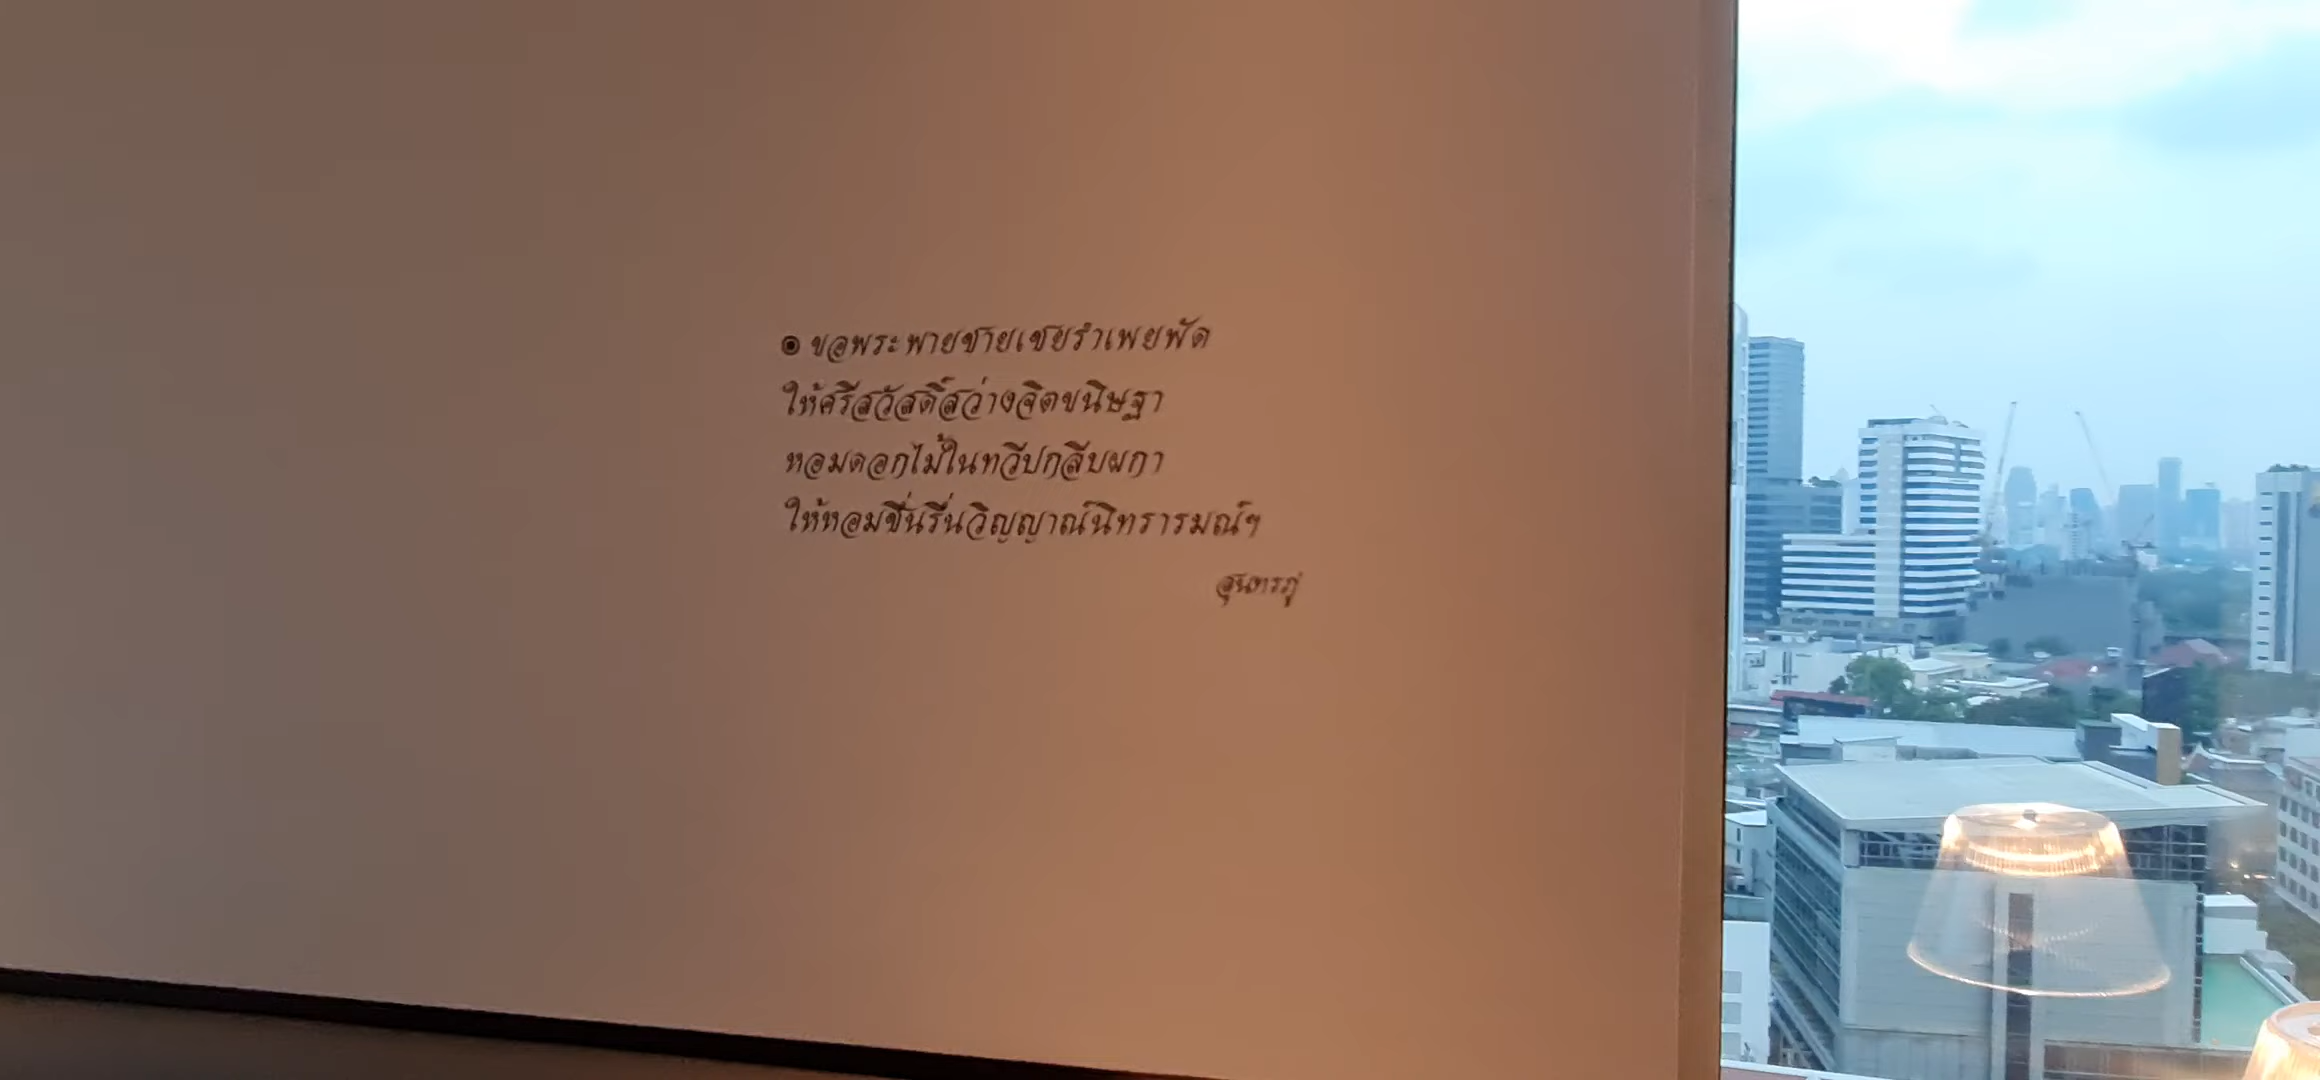 ๏ ขอพระพายชายเชยรำเพยพัด
ให้ศรีสวัสดิ์สว่างจิตขนิษฐา
หอมดอกไม้ในทวีปกลีบผกา
ให้หอมชื่นรื่นวิญญาณ์นิทรารมณ์ฯ
สุนทรภู่